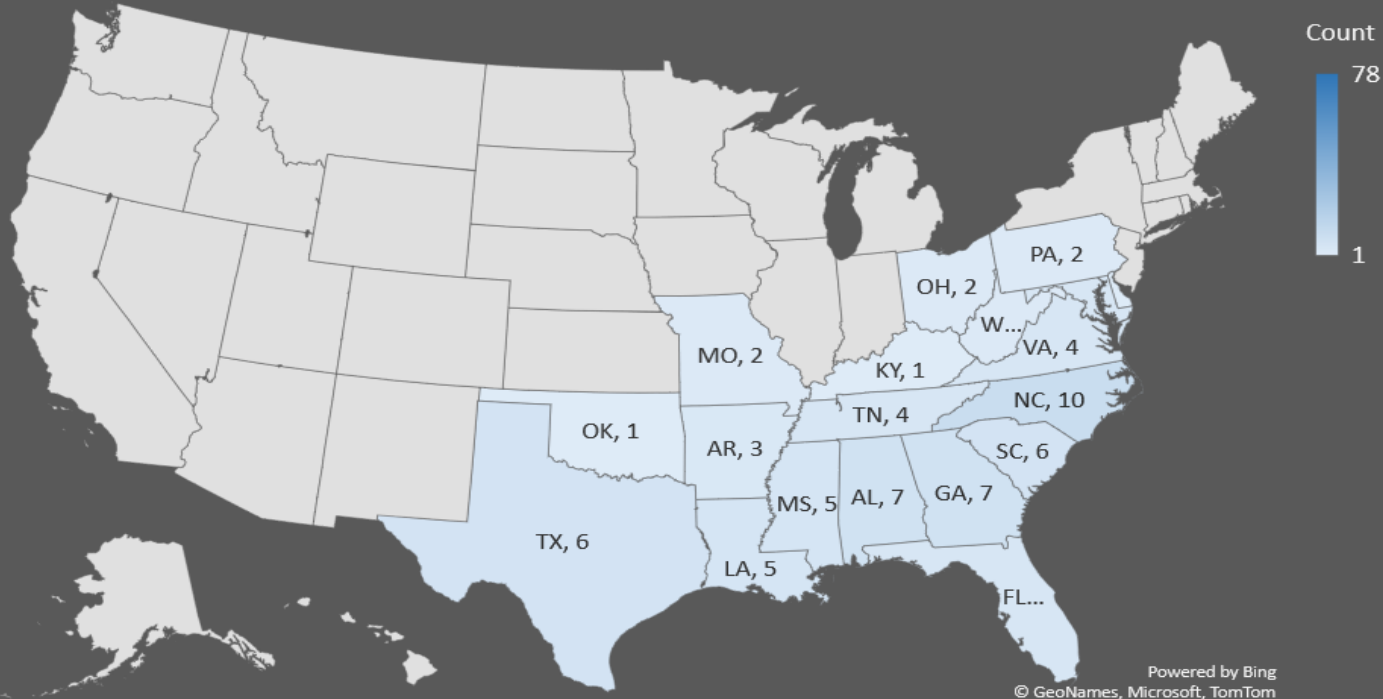 Count
78
1
PA, 2
OH, 2
W...
VA, 4
MO, 2
KY, 1
NC, 10
TN, 4
OK, 1
AR, 3
SC, 6
MS, 5
AL, 7
GA, 7
TX, 6
LA, 5
FL...
Powered by Bing
© GeoNames, Microsoft, TomTom